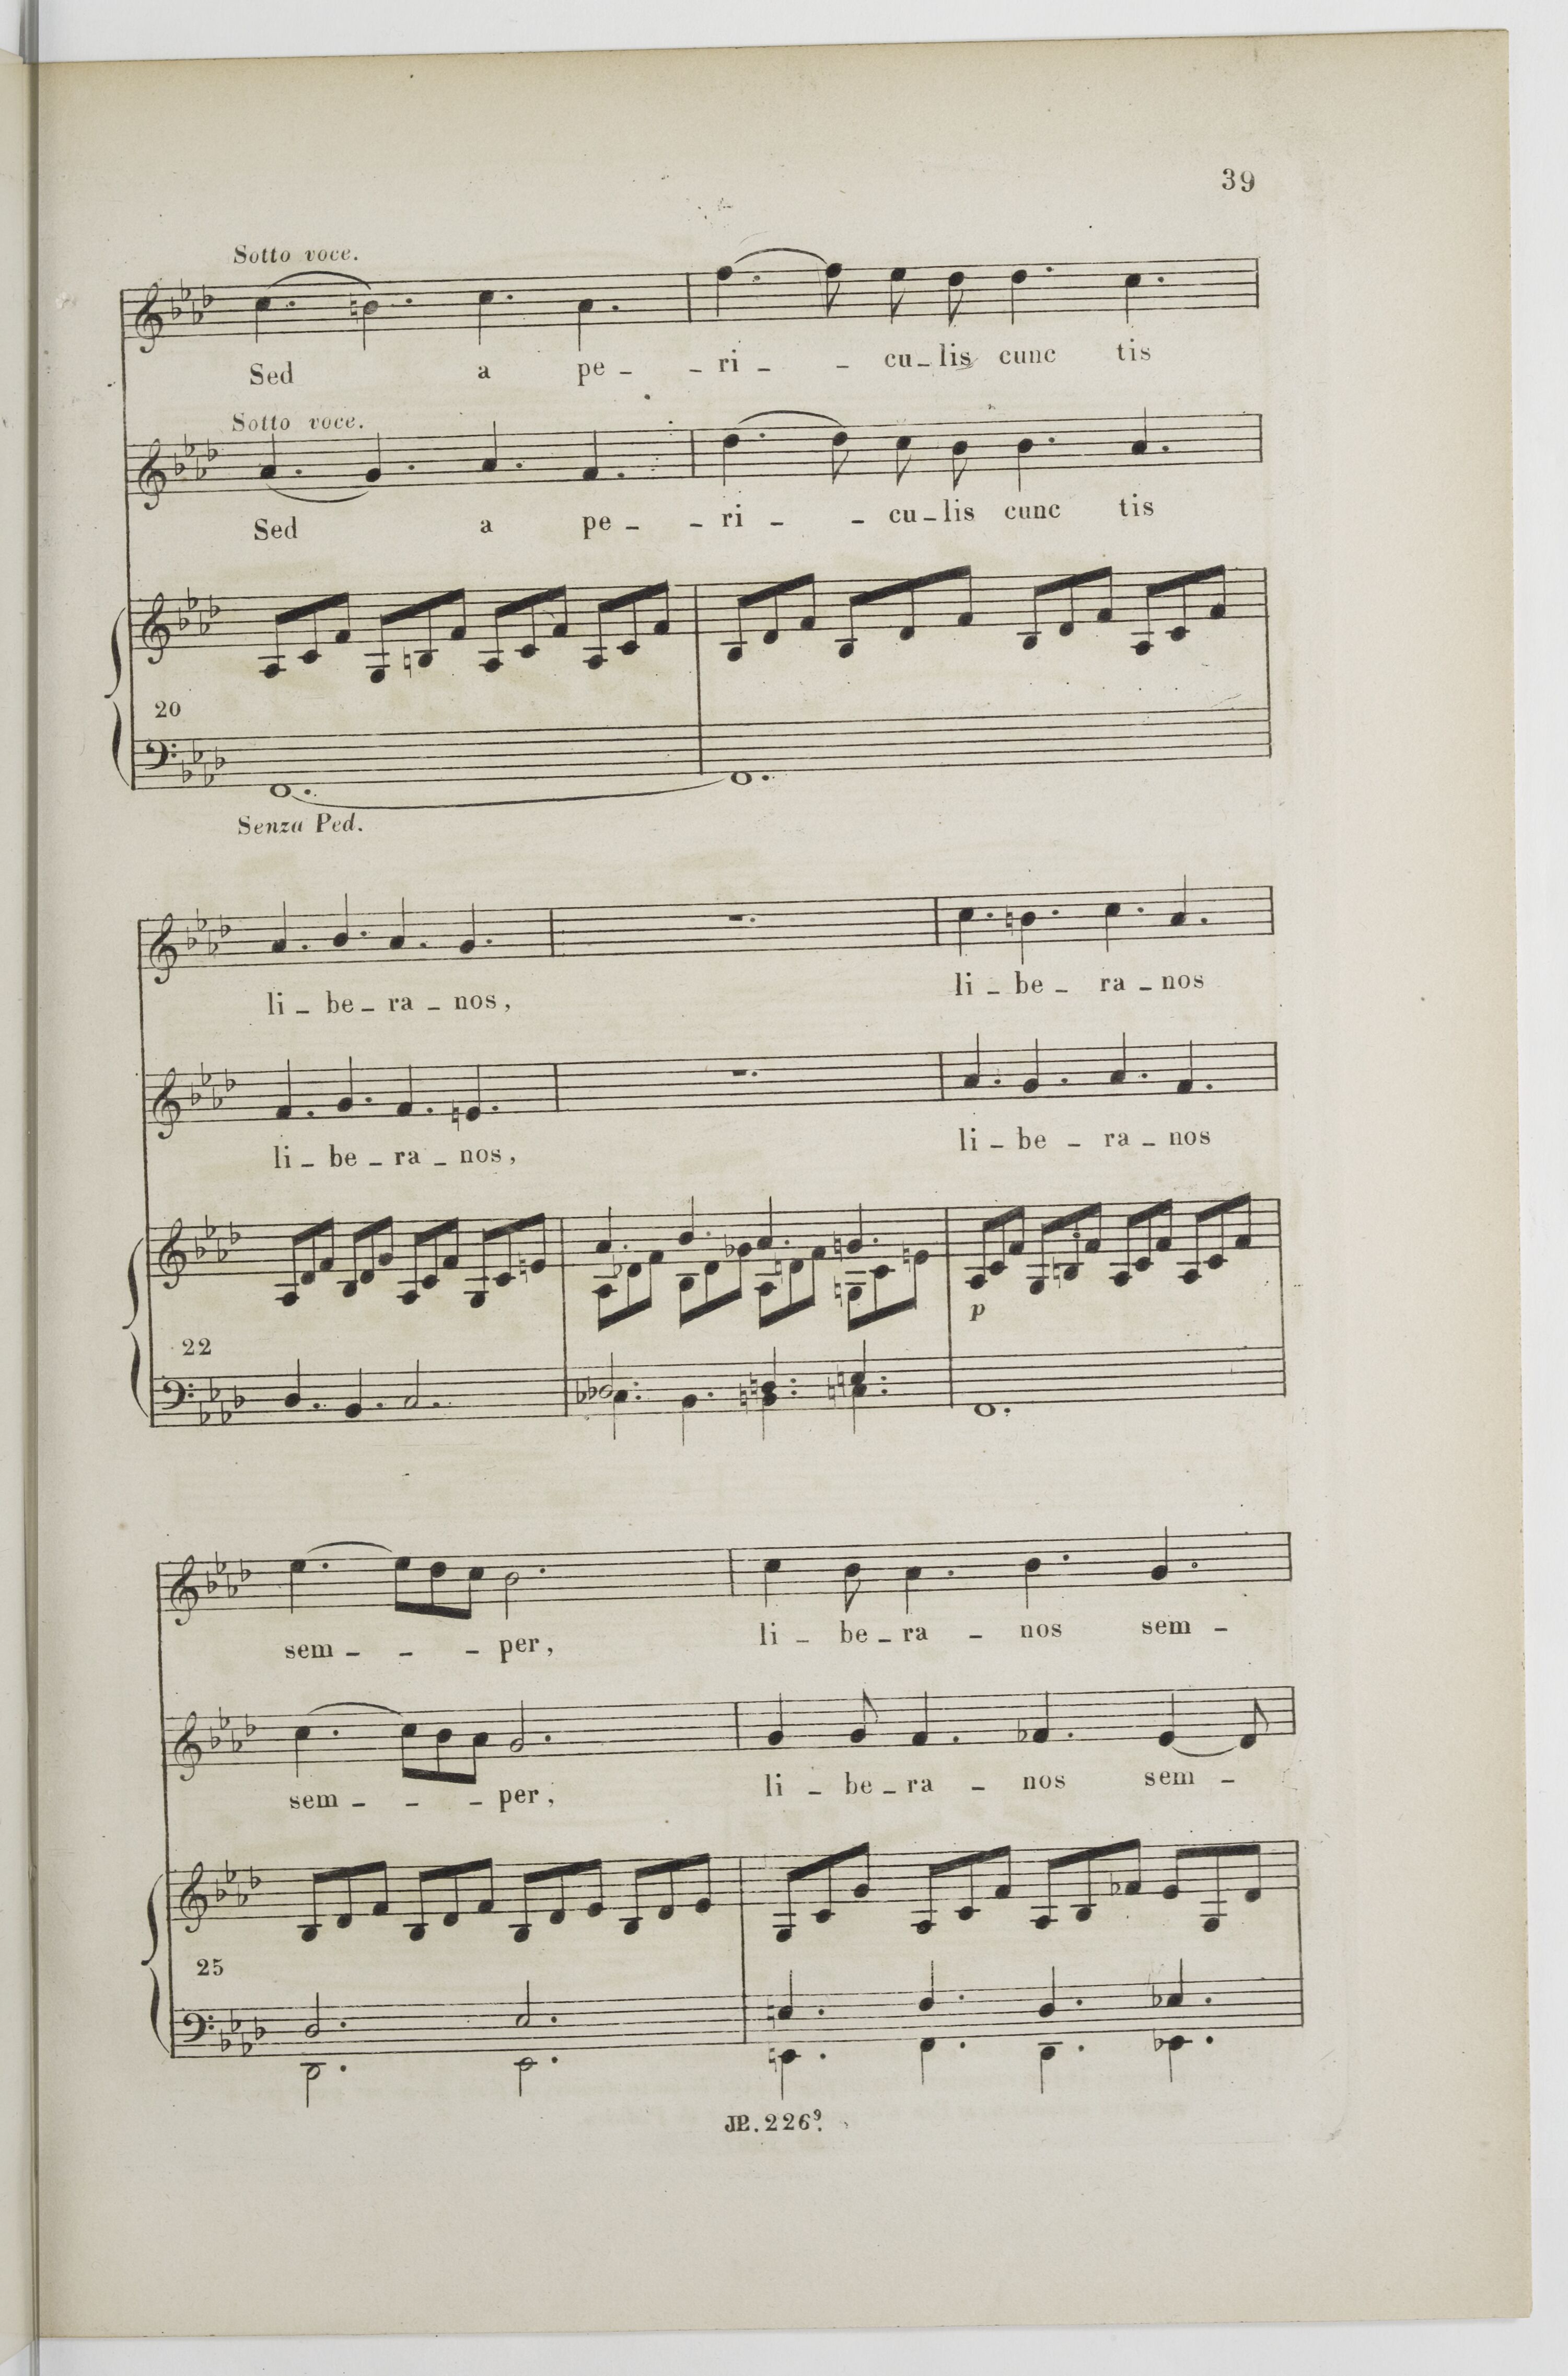 39
Sotto voce.
Sed a pe - - ri - - cu - lis cunc tis
Sotto voce.
Sed a pe - - ri - - cu - lis cunc tis
20
Senza Ped.
li - be - ra - nos, li - be - ra - nos
li - be - ra - nos, li - be - ra - nos
p
22
sem - - - per, li - be - ra - nos sem -
sem - - - per, li - be - ra - nos sem -
25
JP. 226⁹.